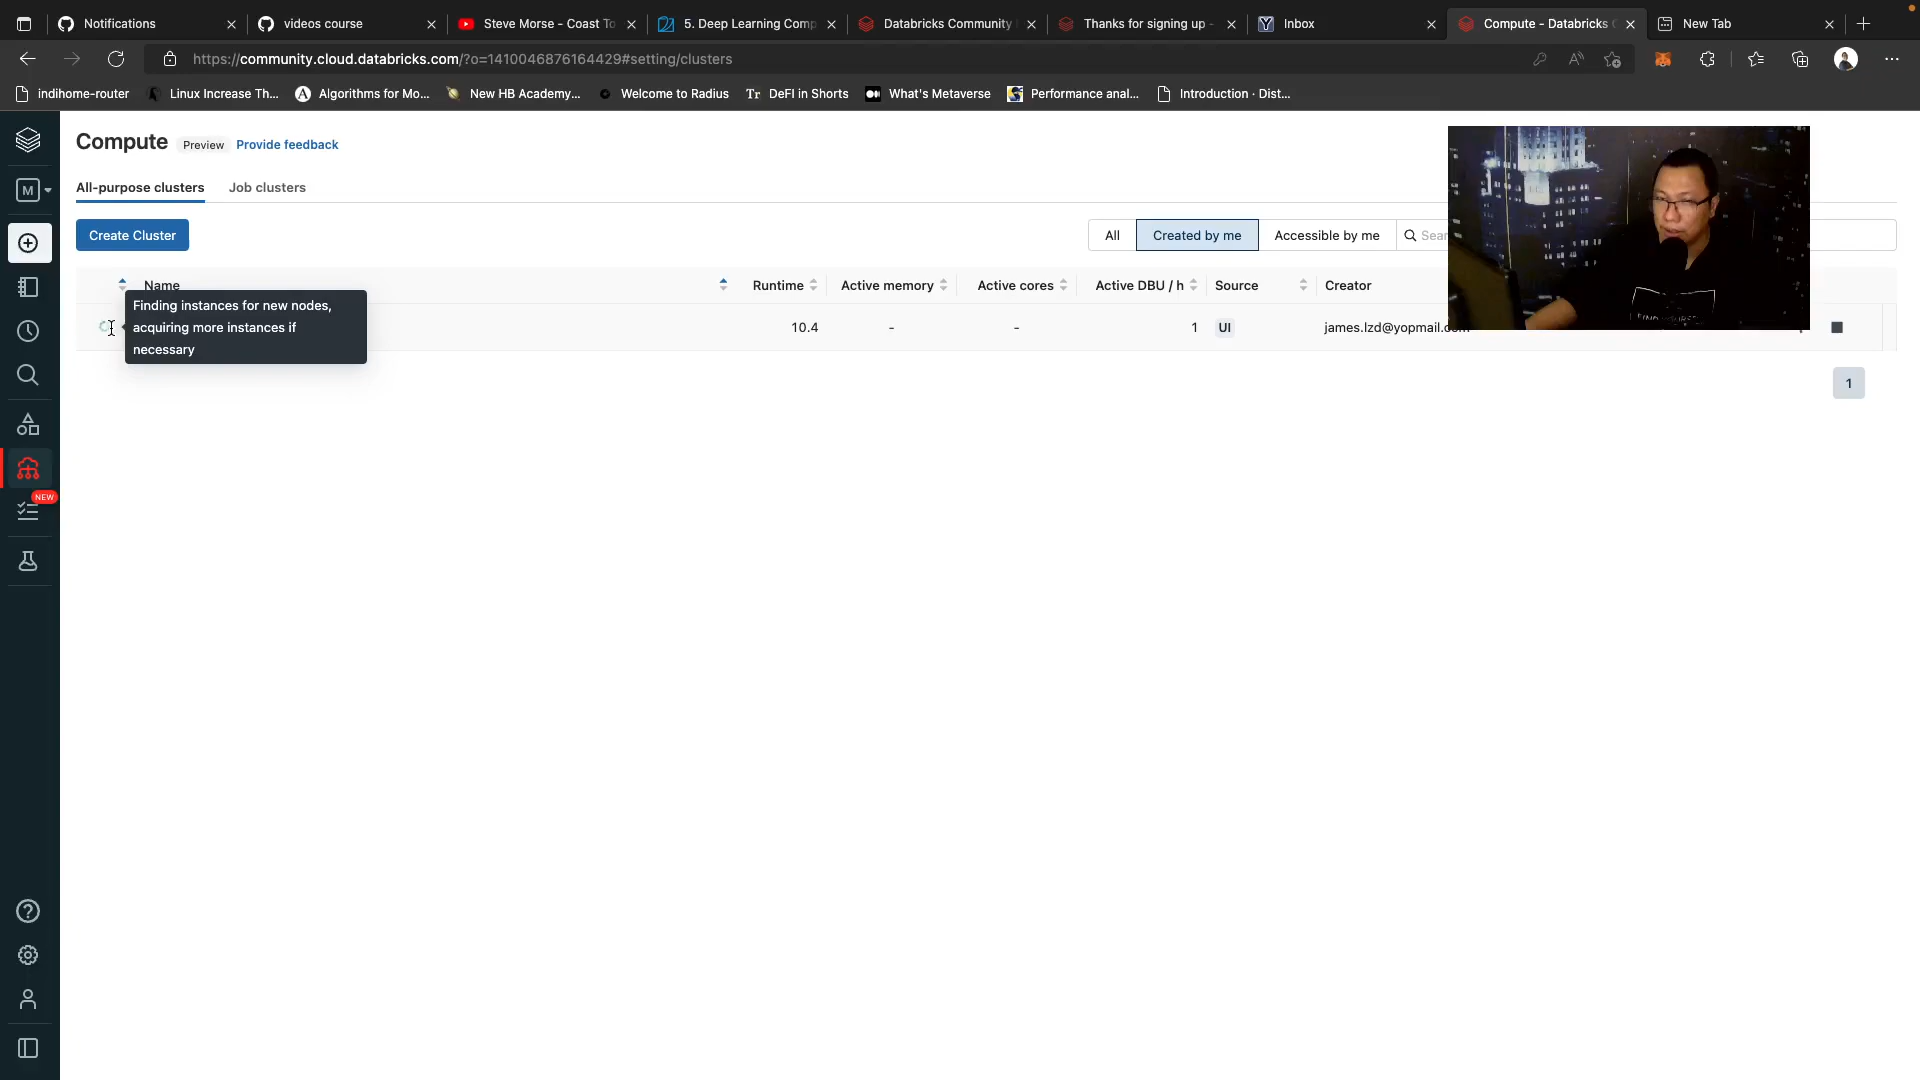 Notifications
videos course
Steve Morse - Coast To
5. Deep Learning Comp
Databricks Community
Thanks for signing up -
Inbox
Compute - Databricks C
New Tab
https://community.cloud.databricks.com/?o=1410046876164429#setting/clusters
indihome-router
Linux Increase Th...
Algorithms for Mo...
New HB Academy...
Welcome to Radius
Tr DeFI in Shorts
What's Metaverse
Performance anal...
Introduction · Dist...
Compute
Preview
Provide feedback
All-purpose clusters
Job clusters
M
Create Cluster
All
Created by me
Accessible by me
Sear
Name
Runtime
Active memory
Active cores
Active DBU / h
Source
Creator
Finding instances for new nodes,
acquiring more instances if
necessary
10.4
-
-
1
UI
james.lzd@yopmail.com
1
NEW